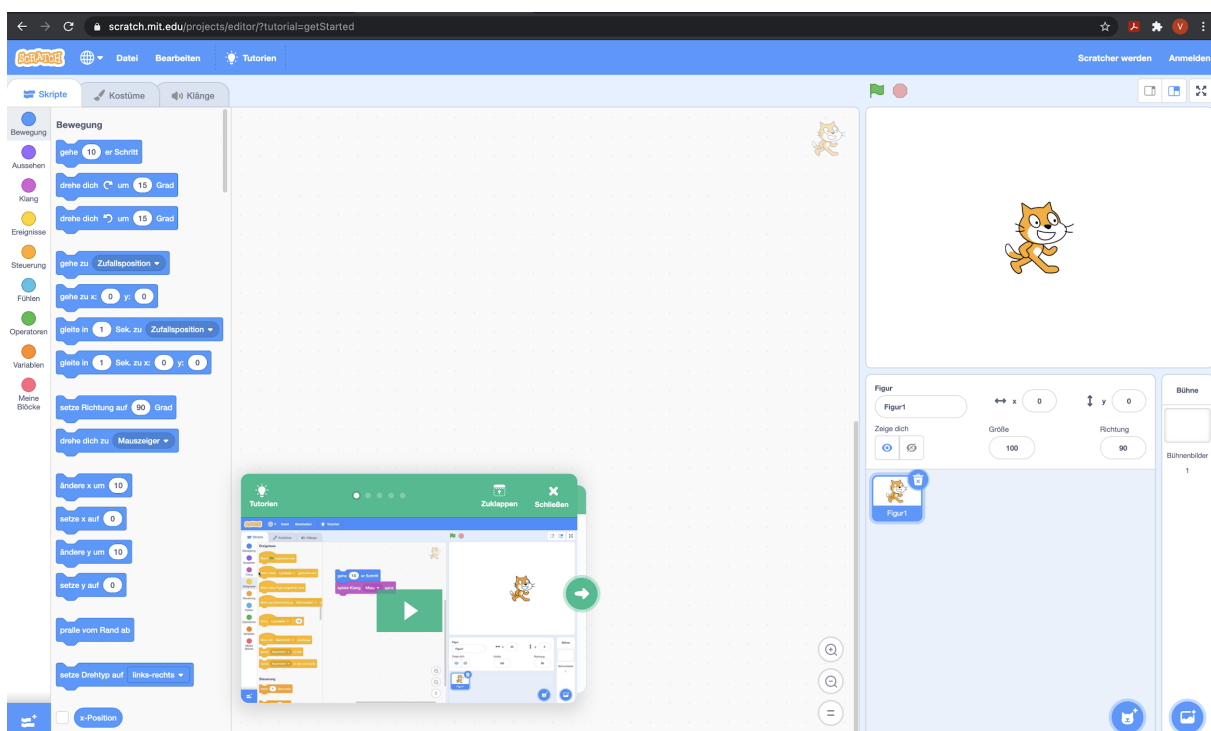 scratch.mit.edu/projects/editor/?tutorial=getStarted
V
SCRATCH
Datei
Bearbeiten
Tutorien
Scratcher werden
Anmelden
Skripte
Kostüme
Klänge
Bewegung
Aussehen
Klang
Ereignisse
Steuerung
Fühlen
Operatoren
Variablen
Meine
Blöcke
Bewegung
gehe 10 er Schritt
drehe dich um 15 Grad
drehe dich um 15 Grad
gehe zu Zufallsposition
gehe zu x: 0 y: 0
gleite in 1 Sek. zu Zufallsposition
gleite in 1 Sek. zu x: 0 y: 0
setze Richtung auf 90 Grad
drehe dich zu Mauszeiger
ändere x um 10
setze x auf 0
ändere y um 10
setze y auf 0
pralle vom Rand ab
setze Drehtyp auf links-rechts
x-Position
Tutorien
Zuklappen
Schließen
gehe 10 er Schritt
Figur
Figur1
x 0
y 0
Zeige dich
Größe
100
Richtung
90
Figur1
Bühne
Bühnenbilder
1